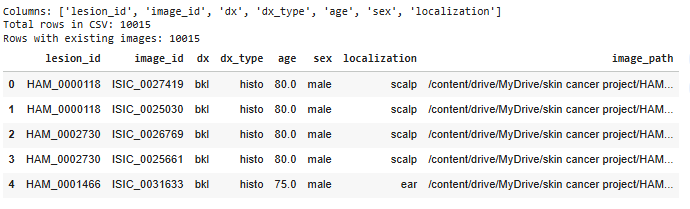 Columns: ['lesion_id', 'image_id', 'dx', 'dx_type', 'age', 'sex', 'localization']
Total rows in CSV: 10015
Rows with existing images: 10015
lesion_id image_id dx dx_type age sex localization image_path
0 HAM_0000118 ISIC_0027419 bkl histo 80.0 male scalp /content/drive/MyDrive/skin cancer project/HAM...
1 HAM_0000118 ISIC_0025030 bkl histo 80.0 male scalp /content/drive/MyDrive/skin cancer project/HAM...
2 HAM_0002730 ISIC_0026769 bkl histo 80.0 male scalp /content/drive/MyDrive/skin cancer project/HAM...
3 HAM_0002730 ISIC_0025661 bkl histo 80.0 male scalp /content/drive/MyDrive/skin cancer project/HAM...
4 HAM_0001466 ISIC_0031633 bkl histo 75.0 male ear /content/drive/MyDrive/skin cancer project/HAM...